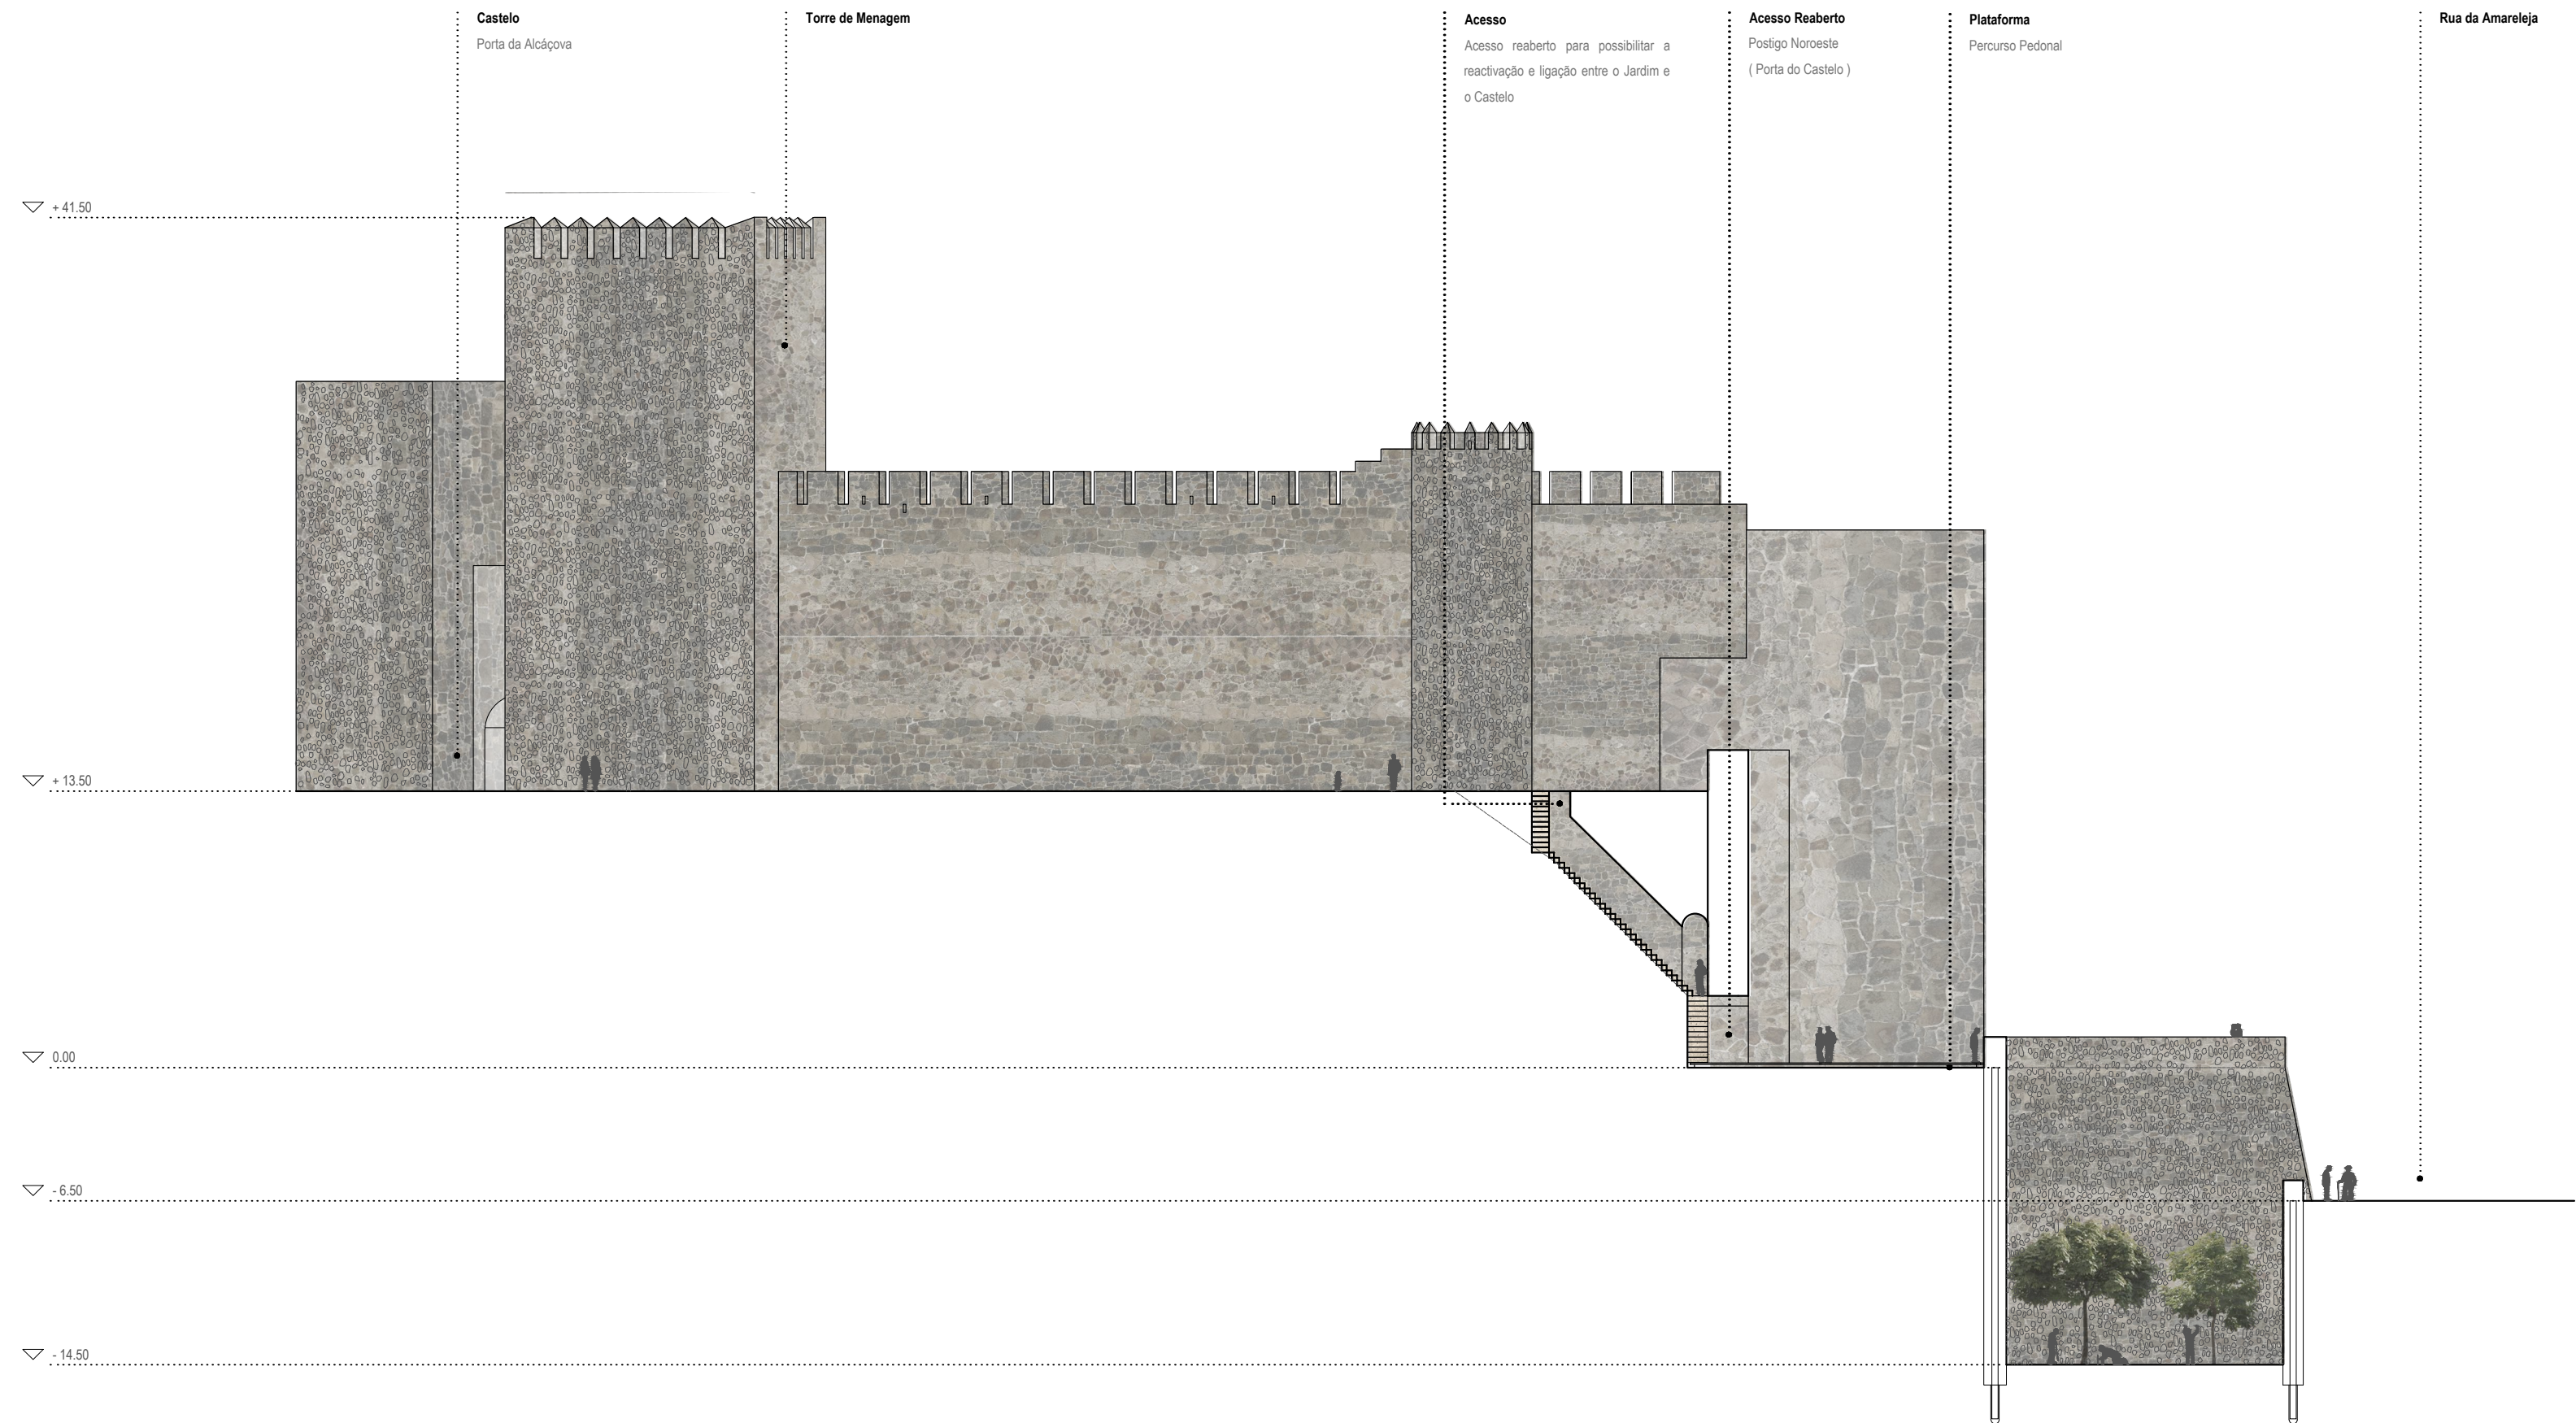 Castelo
Porta da Alcáçova
Torre de Menagem
Acesso
Acesso reaberto para possibilitar a
reactivação e ligação entre o Jardim e
o Castelo
Acesso Reaberto
Postigo Noroeste
( Porta do Castelo )
Plataforma
Percurso Pedonal
Rua da Amareleja
+ 41.50
+ 13.50
0.00
- 6.50
- 14.50